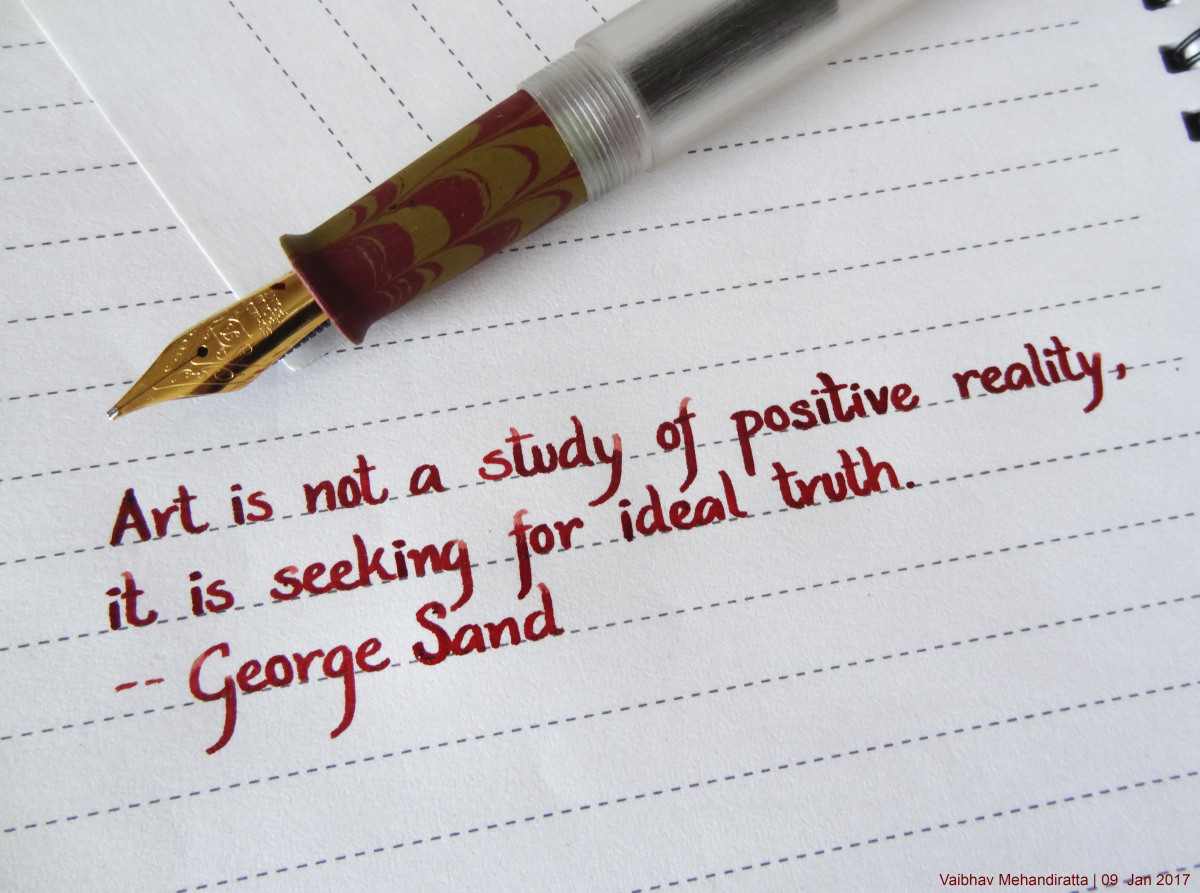 Art is not a study of positive reality,
it is seeking for ideal truth.
-- George Sand
Vaibhav Mehandiratta | 09 Jan 2017